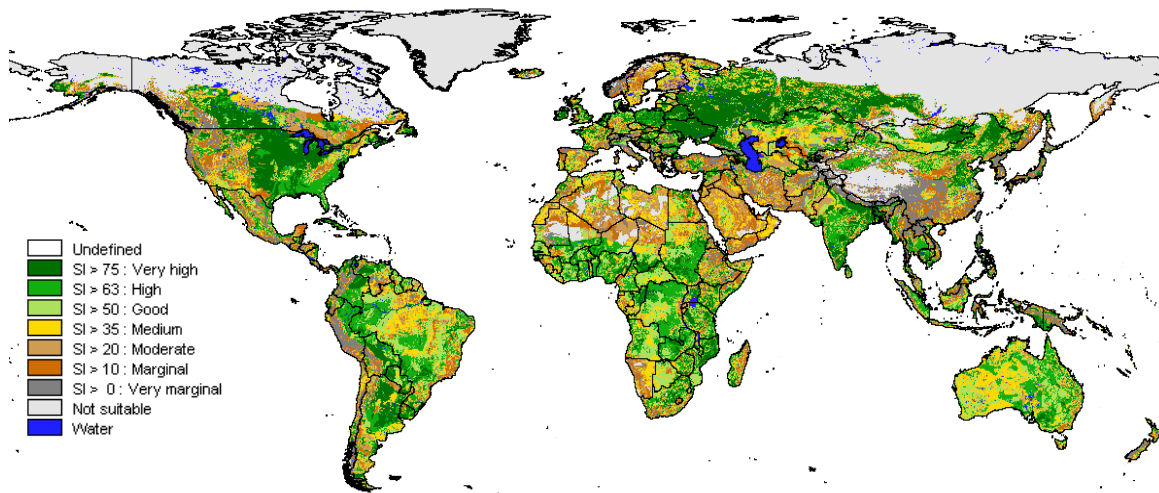 Undefined
SI > 75 : Very high
SI > 63 : High
SI > 50 : Good
SI > 35 : Medium
SI > 20 : Moderate
SI > 10 : Marginal
SI > 0 : Very marginal
Not suitable
Water